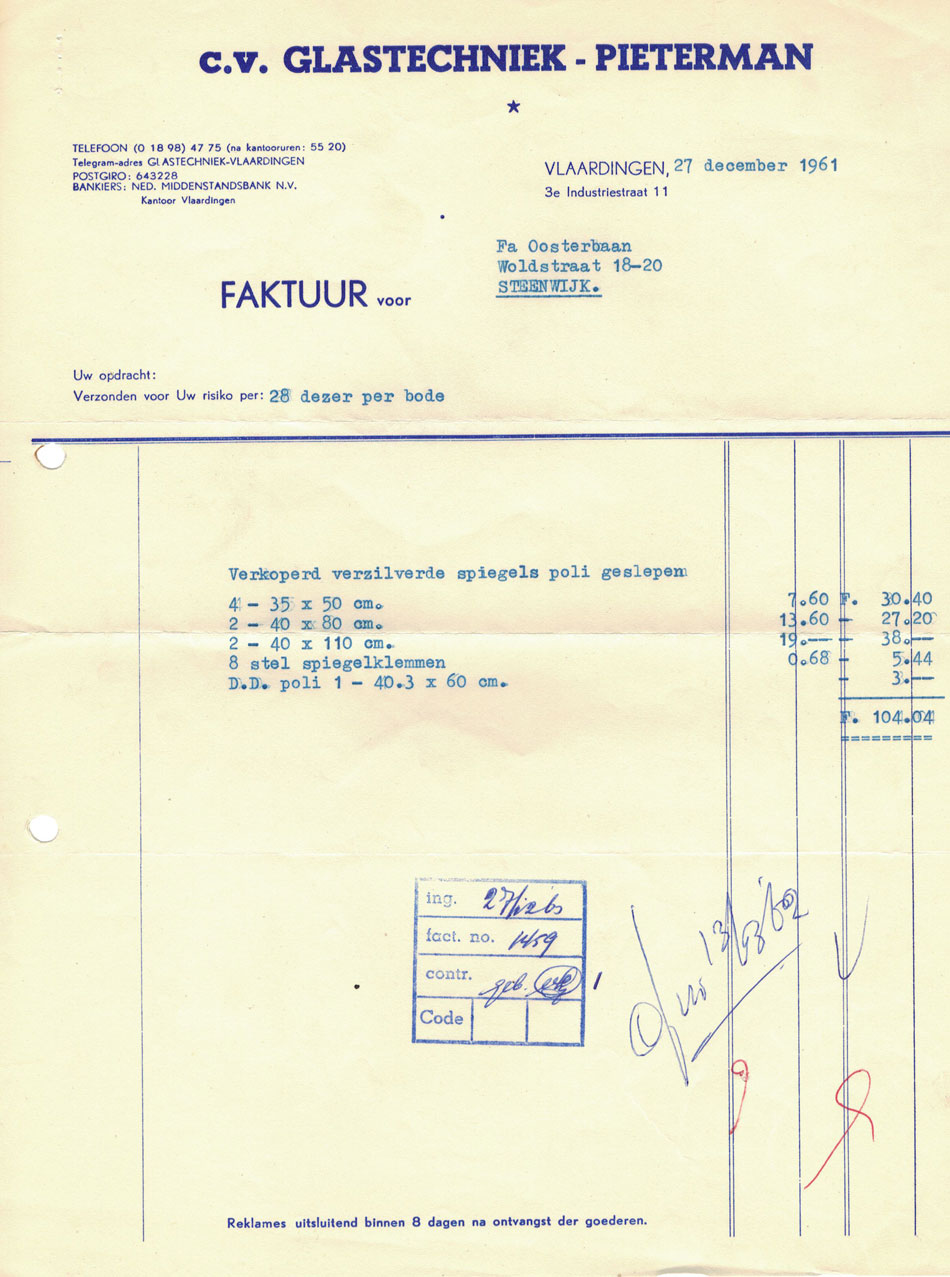 c.v. GLASTECHNIEK - PIETERMAN
TELEFOON (0 18 98) 47 75 (na kantooruren: 55 20)
Telegram-adres GLASTECHNIEK-VLAARDINGEN
POSTGIRO: 643228
BANKIERS: NED. MIDDENSTANDSBANK N.V.
Kantoor Vlaardingen
VLAARDINGEN, 27 december 1961
3e Industriestraat 11
Fa Oosterbaan
Woldstraat 18-20
STEENWIJK.
FAKTUUR voor
Uw opdracht:
Verzonden voor Uw risiko per: 28 dezer per bode
Verkoperd verzilverde spiegels poli geslepen
4 - 35 x 50 cm. 7.60 F. 30.40
2 - 40 x 80 cm. 13.60 - 27.20
2 - 40 x 110 cm. 19.-- - 38.--
8 stel spiegelklemmen 0.68 - 5.44
D.D. poli 1 - 40.3 x 60 cm. - 3.--
F. 104.04
=========
ing.
fact. no. 1459
contr. geb.
Code
Reklames uitsluitend binnen 8 dagen na ontvangst der goederen.